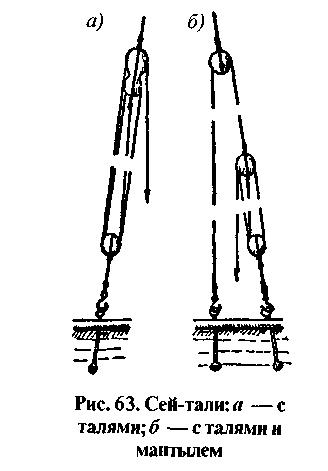 а) б)
Рис. 63. Сей-тали: а — с
талями; б — с талями и
мантылем